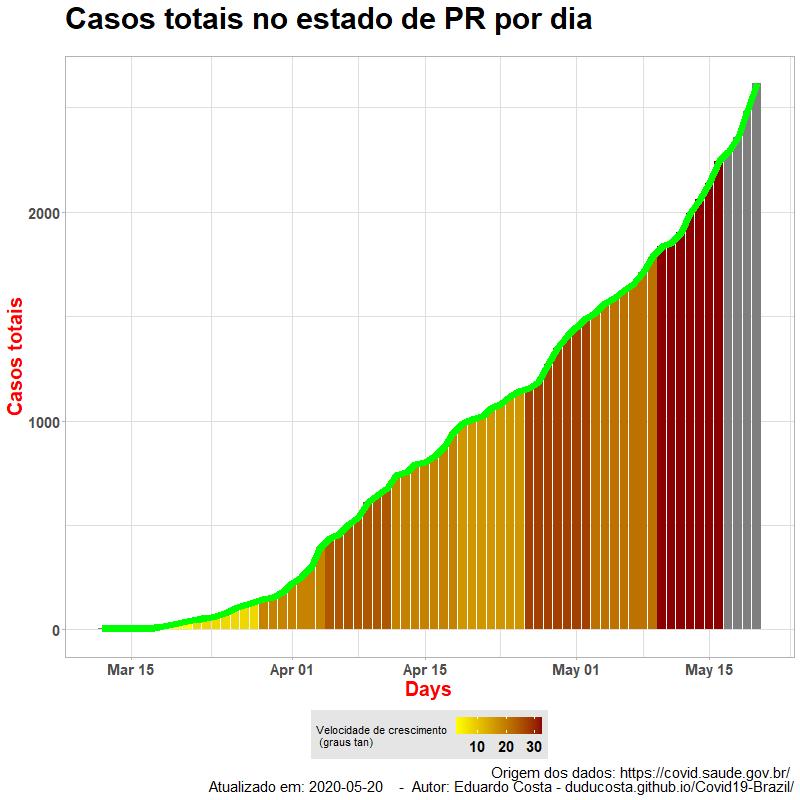 Casos totais no estado de PR por dia
Casos totais
2000
1000
0
Mar 15 Apr 01 Apr 15 May 01 May 15
Days
Velocidade de crescimento
(graus tan)
10 20 30
Origem dos dados: https://covid.saude.gov.br/
Atualizado em: 2020-05-20 - Autor: Eduardo Costa - duducosta.github.io/Covid19-Brazil/